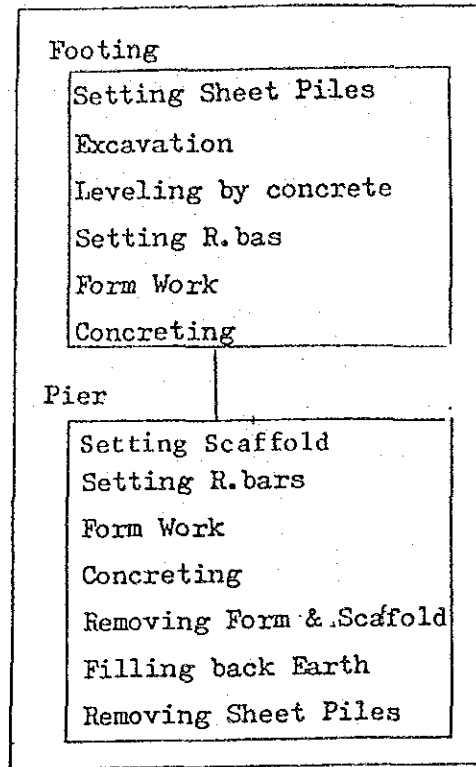 Footing
Setting Sheet Piles
Excavation
Leveling by concrete
Setting R.bas
Form Work
Concreting
Pier
Setting Scaffold
Setting R.bars
Form Work
Concreting
Removing Form & Scafold
Filling back Earth
Removing Sheet Piles